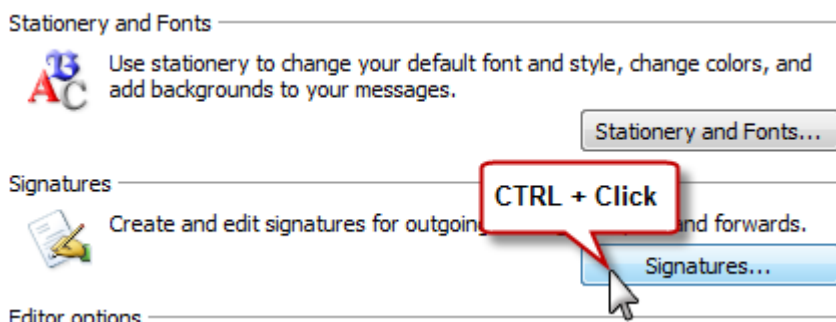 Stationery and Fonts
Use stationery to change your default font and style, change colors, and
add backgrounds to your messages.
Stationery and Fonts...
Signatures
CTRL + Click
Create and edit signatures for outgoing and forwards.
Signatures...
Editor options